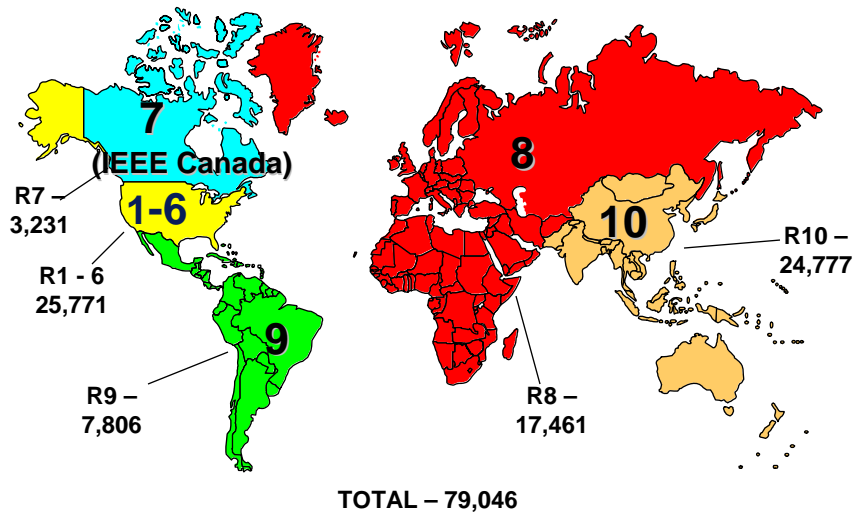 7
(IEEE Canada)
8
R7 –
3,231
1-6
10
R10 –
24,777
R1 - 6
25,771
9
R9 –
7,806
R8 –
17,461
TOTAL – 79,046